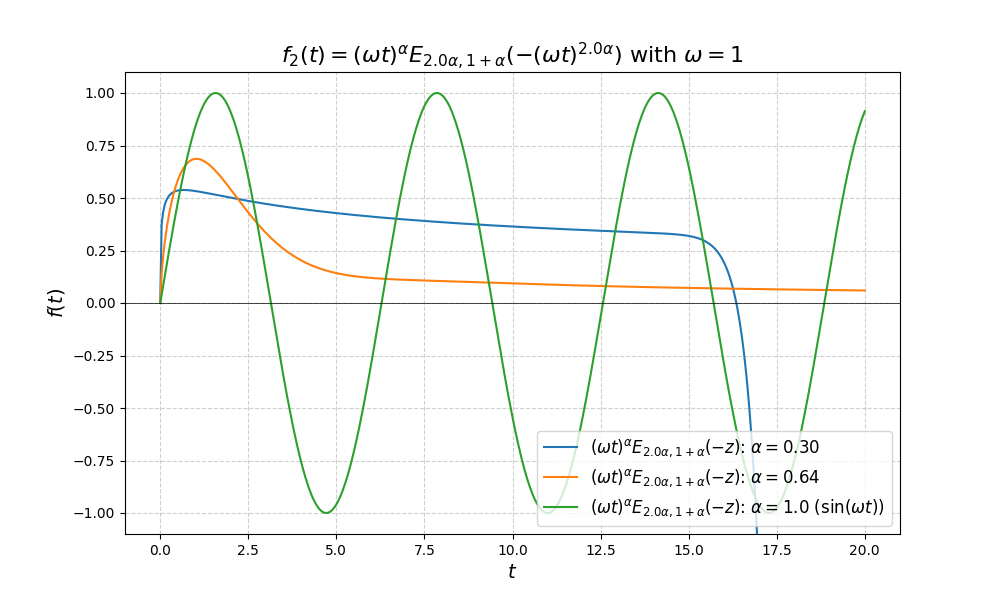 f₂(t) = (ωt)^α E_{2.0α, 1+α}(−(ωt)^{2.0α}) with ω = 1
f(t)
1.00
0.75
0.50
0.25
0.00
−0.25
−0.50
−0.75
−1.00
(ωt)^α E_{2.0α, 1+α}(−z): α = 0.30
(ωt)^α E_{2.0α, 1+α}(−z): α = 0.64
(ωt)^α E_{2.0α, 1+α}(−z): α = 1.0 (sin(ωt))
0.0 2.5 5.0 7.5 10.0 12.5 15.0 17.5 20.0
t